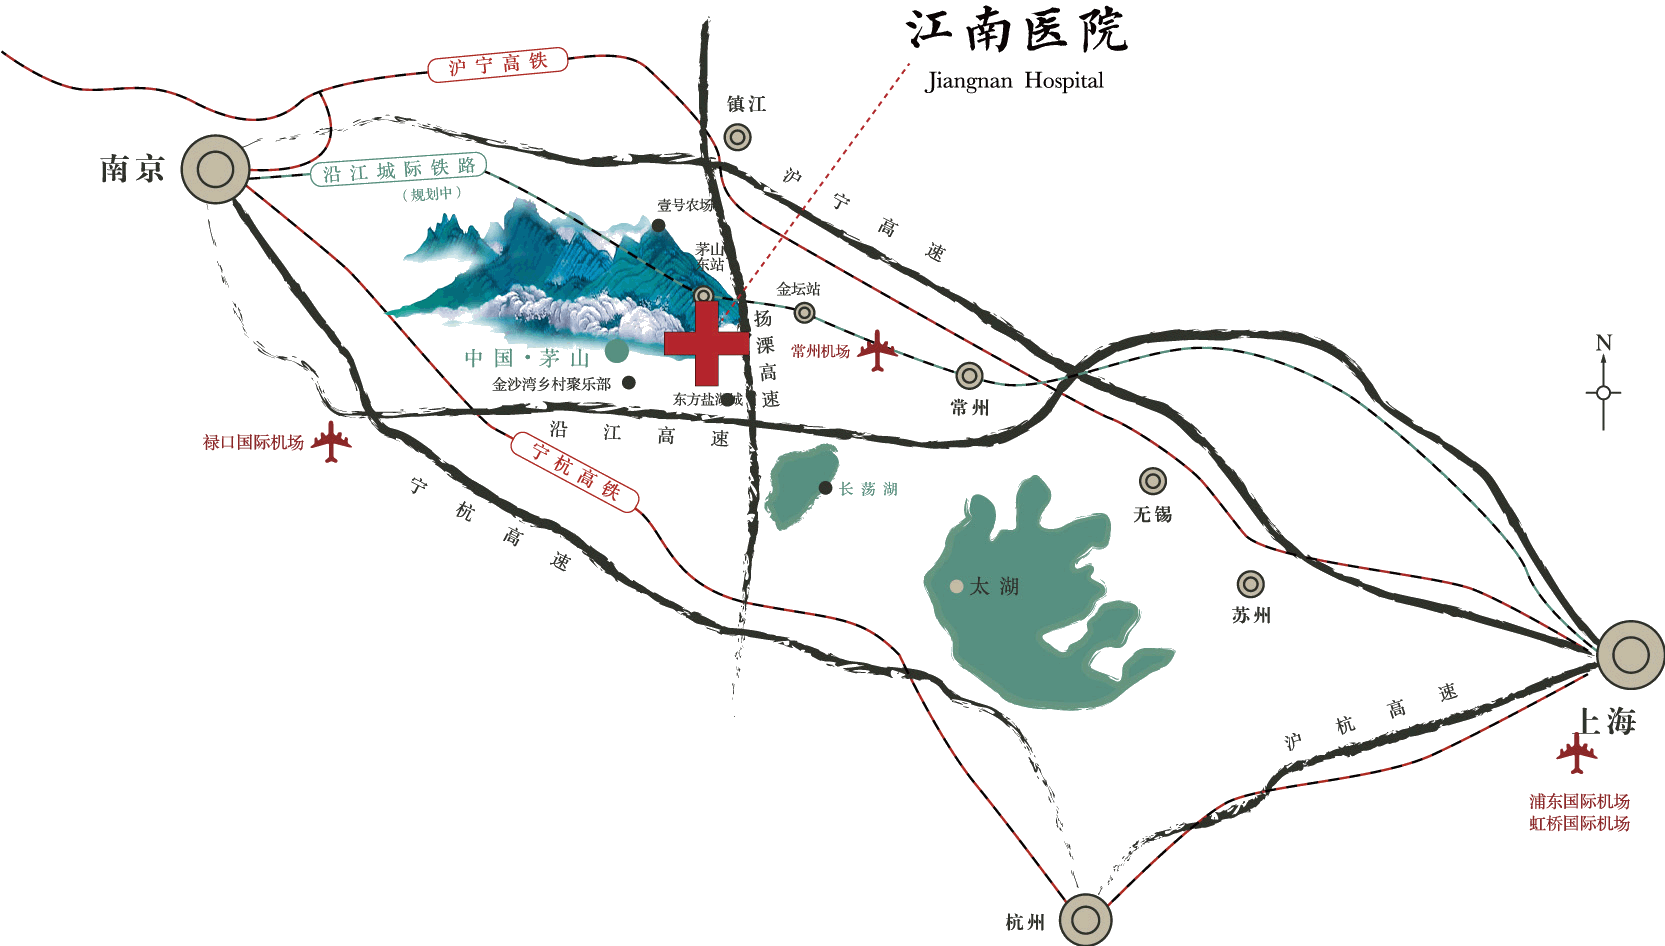 江南医院
Jiangnan Hospital
沪宁高铁
镇江
南京
沿江城际铁路
（规划中）
沪宁高速
壹号农场
茅山
东站
金坛站
扬溧高速
常州机场
中国·茅山
金沙湾乡村聚乐部
东方盐湖城
常州
N
沿江高速
禄口国际机场
宁杭高铁
宁杭高速
长荡湖
无锡
太湖
苏州
沪杭高速
上海
浦东国际机场
虹桥国际机场
杭州